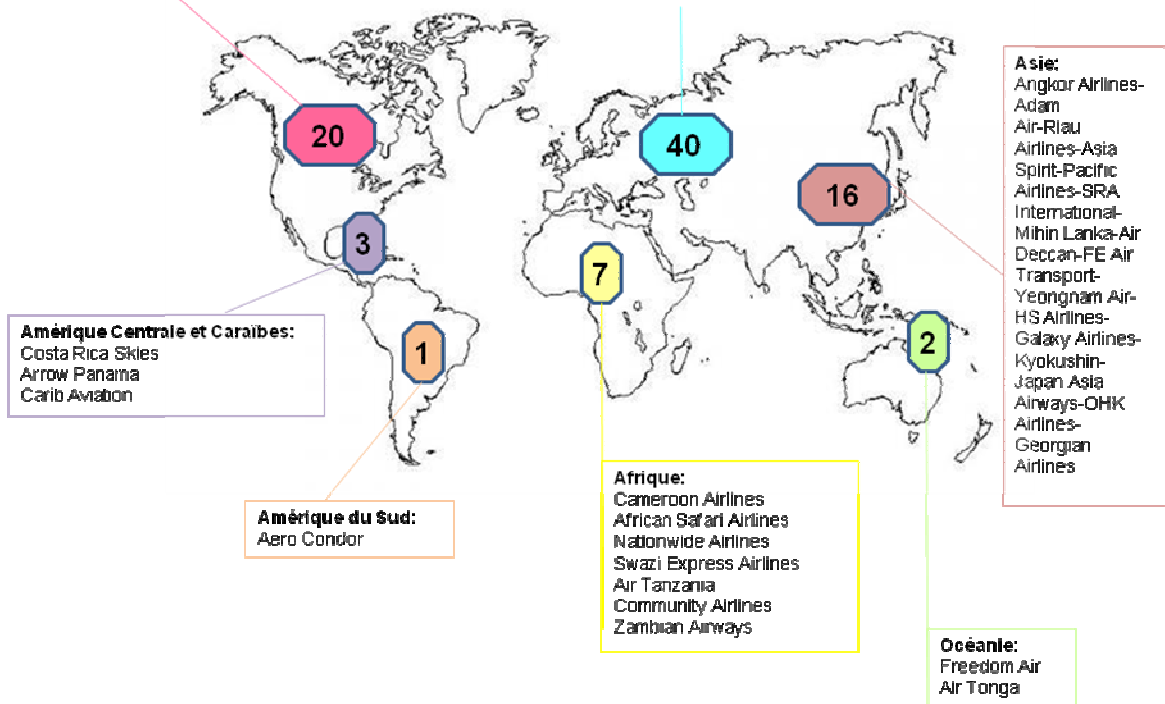 20
40
16
3
7
1
2
Asie:
Angkor Airlines-
Adam
Air-Riau
Airlines-Asia
Spirit-Pacific
Airlines-SRA
International-
Mihin Lanka-Air
Deccan-FE Air
Transport-
Yeongnam Air-
HS Airlines-
Galaxy Airlines-
Kyokushin-
Japan Asia
Airways-OHK
Airlines-
Georgian
Airlines
Amérique Centrale et Caraïbes:
Costa Rica Skies
Arrow Panama
Carib Aviation
Amérique du Sud:
Aero Condor
Afrique:
Cameroon Airlines
African Safari Airlines
Nationwide Airlines
Swazi Express Airlines
Air Tanzania
Community Airlines
Zambian Airways
Océanie:
Freedom Air
Air Tonga